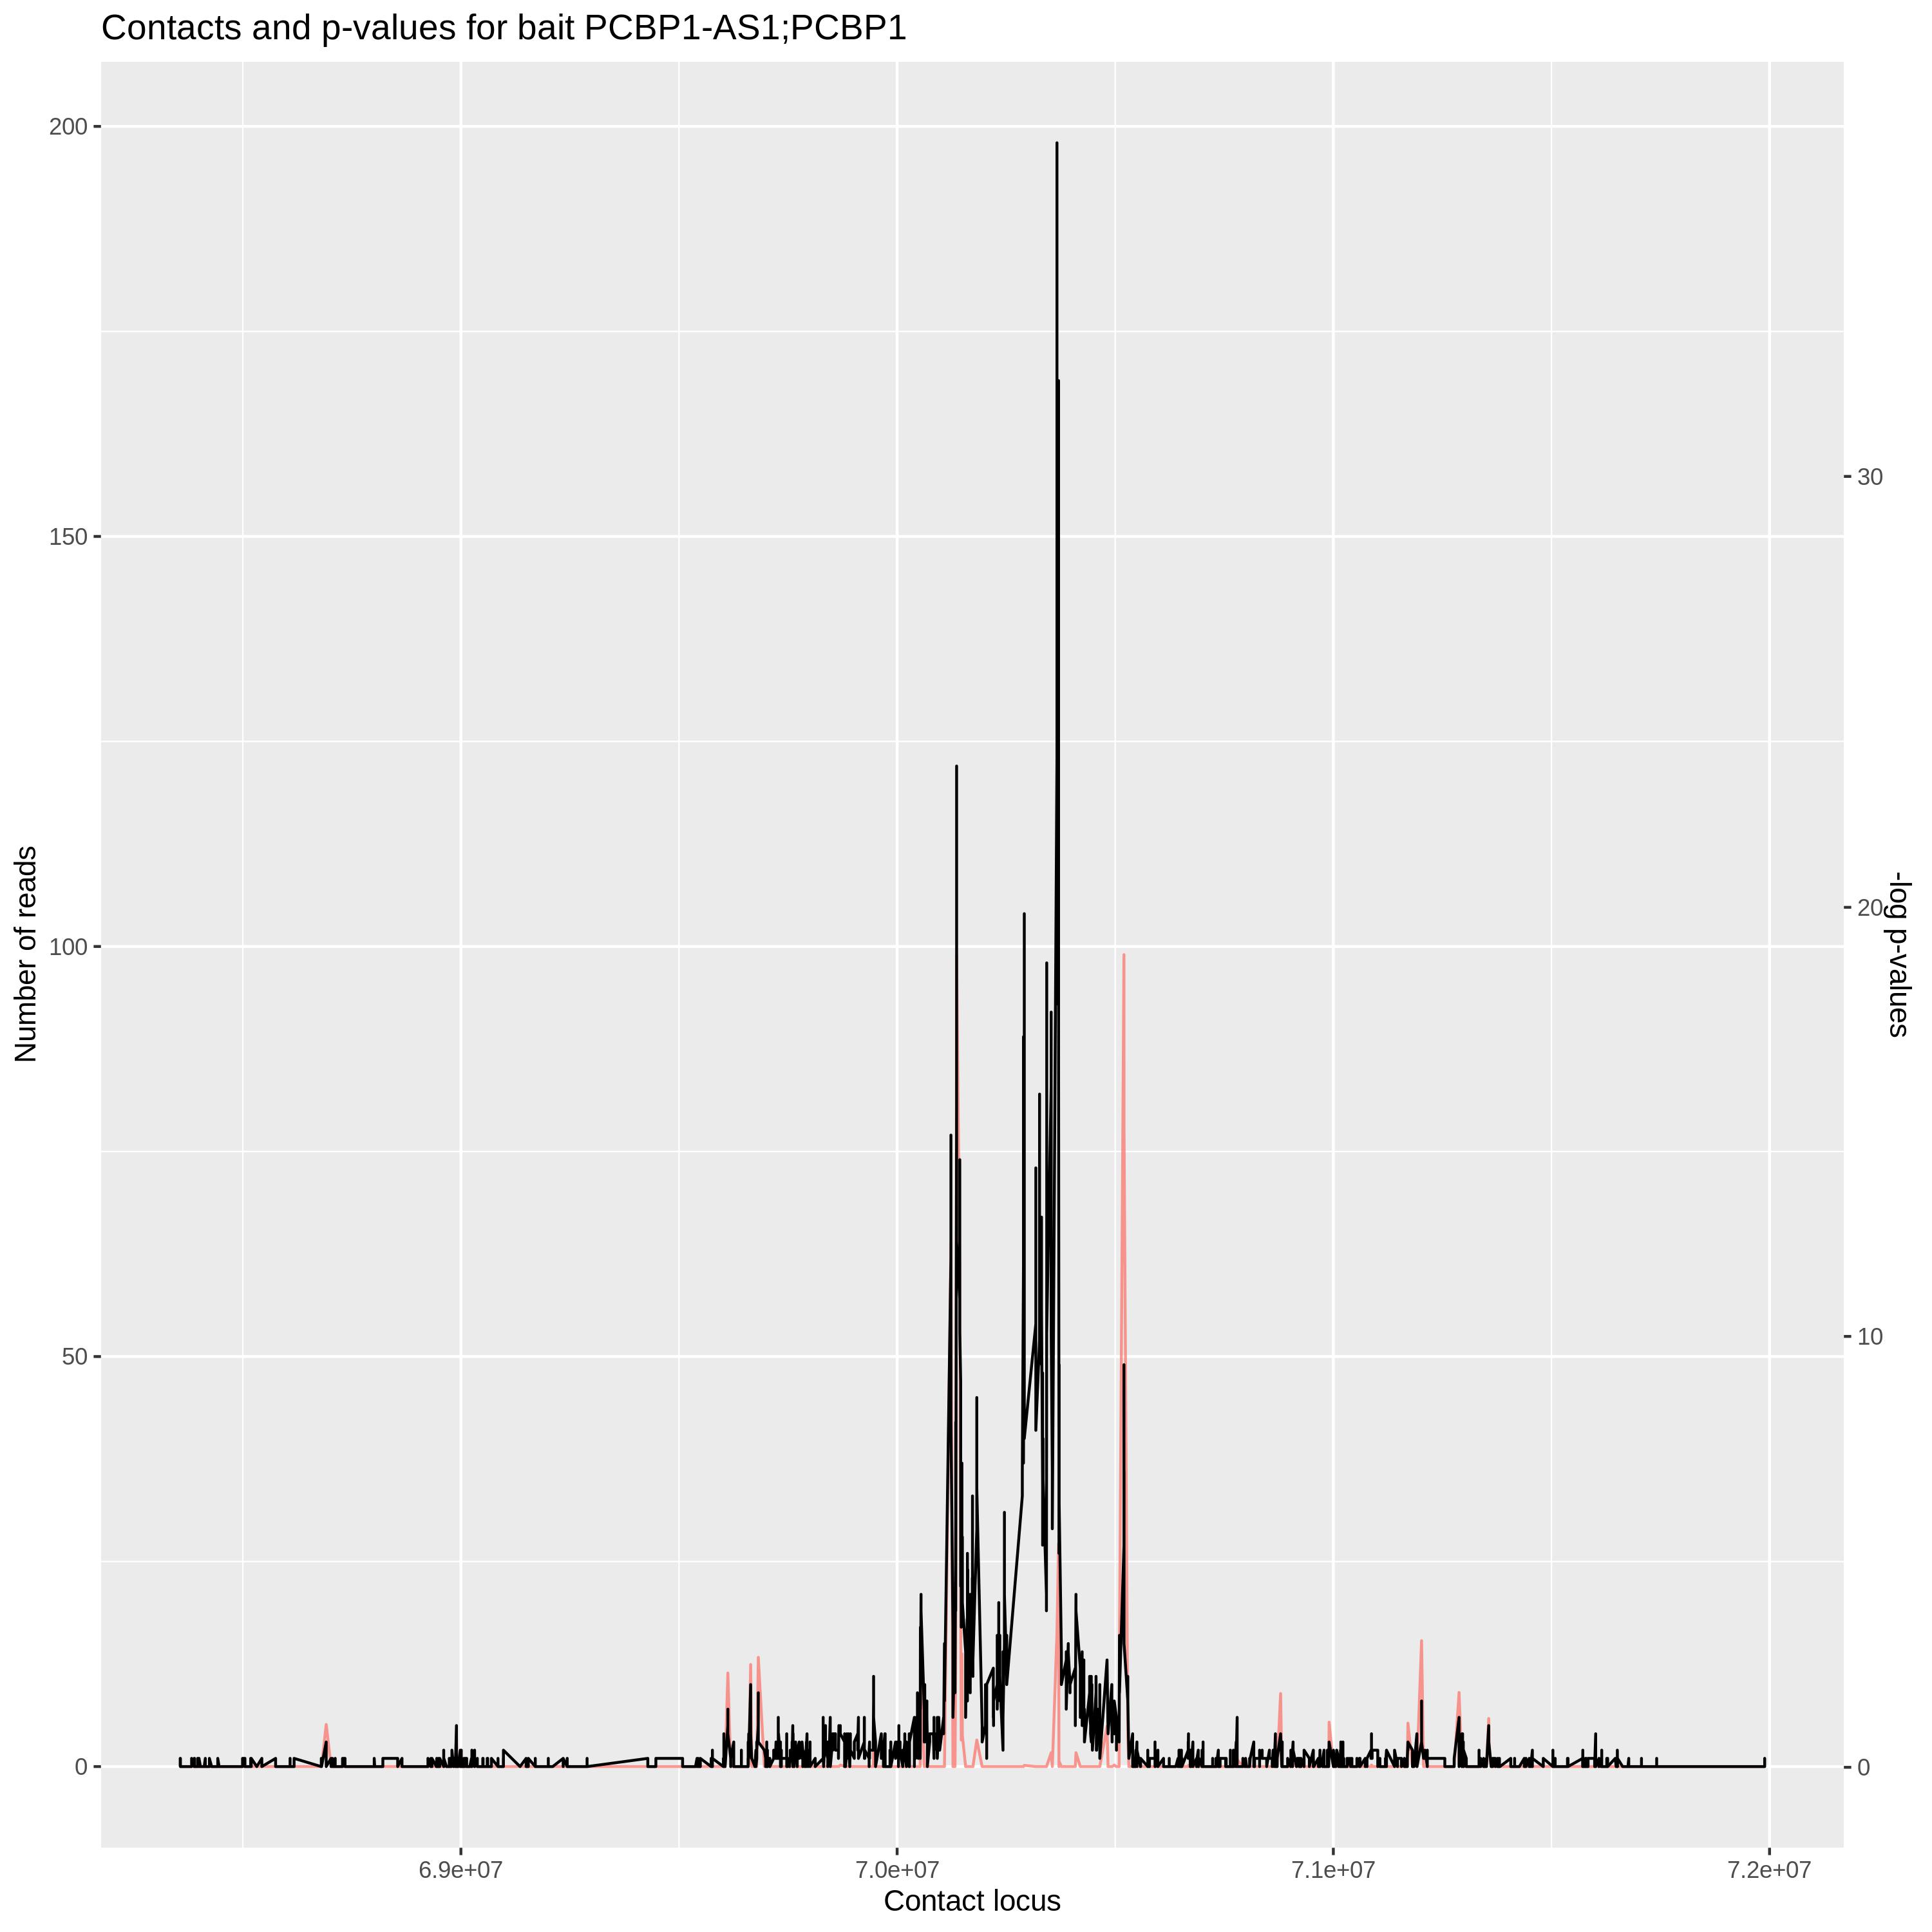 Contacts and p-values for bait PCBP1-AS1;PCBP1
200
150
100
50
0
Number of reads
30
20
10
0
-log p-values
6.9e+07
7.0e+07
7.1e+07
7.2e+07
Contact locus